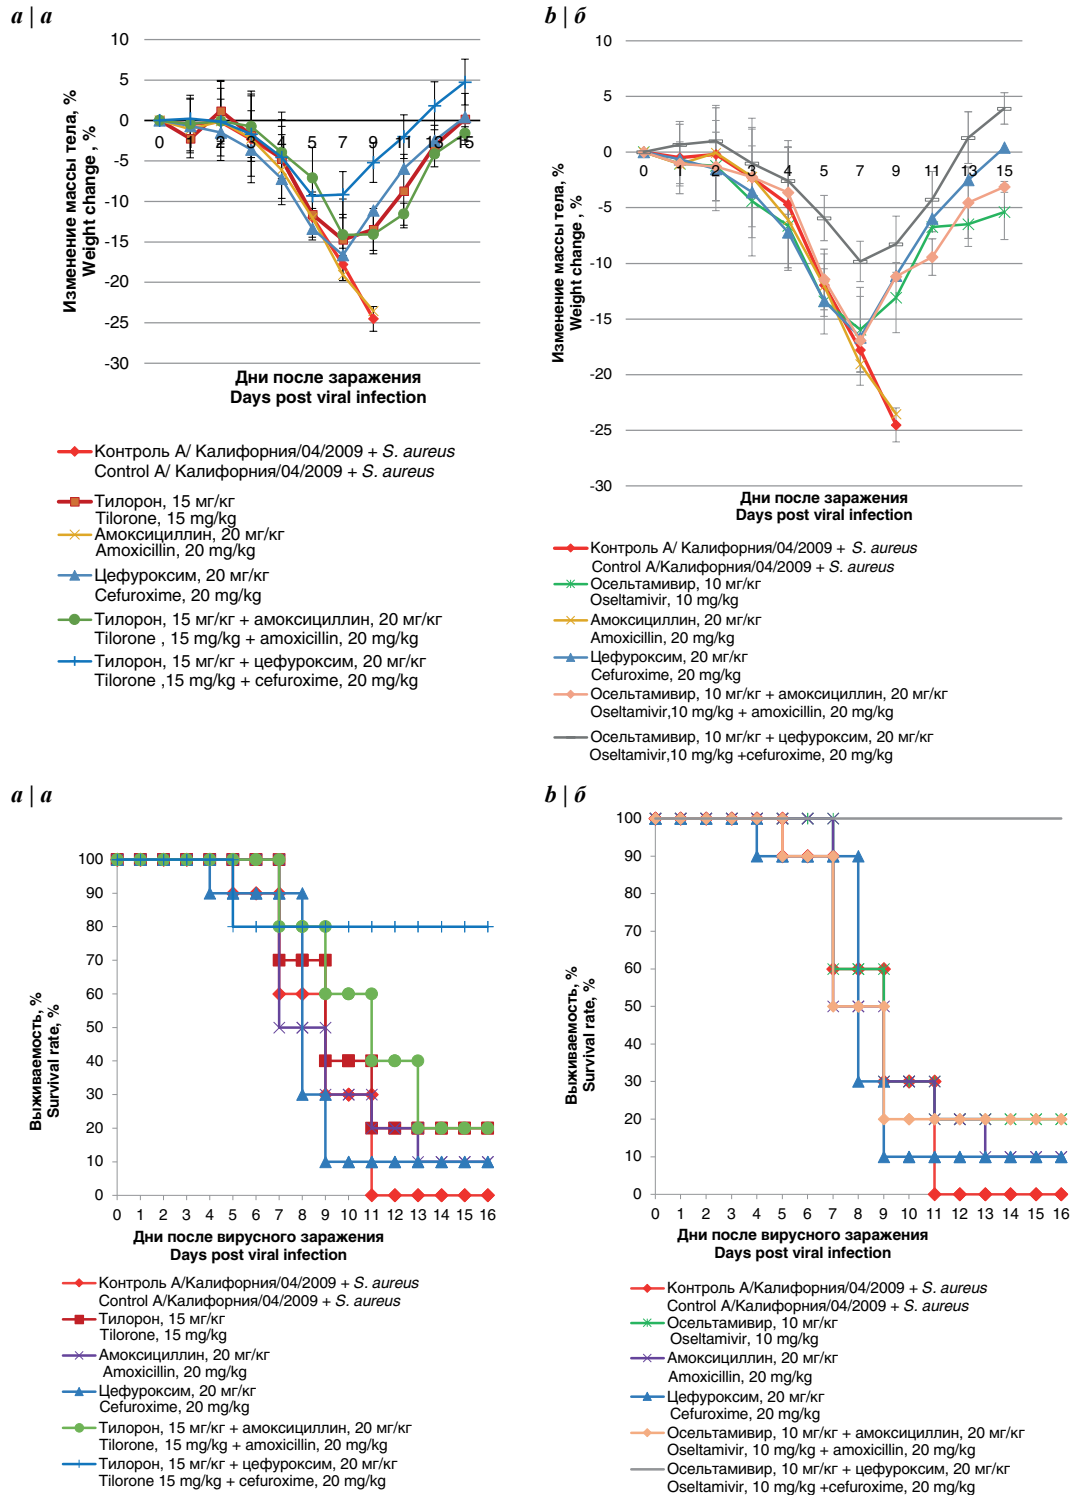 a | а
10
5
0
-5
-10
-15
-20
-25
-30
0 1 2 3 4 5 7 9 11 13 15
Изменение массы тела, %
Weight change , %
Дни после заражения
Days post viral infection
Контроль А/ Калифорния/04/2009 + S. aureus
Control A/ Калифорния/04/2009 + S. aureus
Тилорон, 15 мг/кг
Tilorone, 15 mg/kg
Амоксициллин, 20 мг/кг
Amoxicillin, 20 mg/kg
Цефуроксим, 20 мг/кг
Cefuroxime, 20 mg/kg
Тилорон, 15 мг/кг + амоксициллин, 20 мг/кг
Tilorone , 15 mg/kg + amoxicillin, 20 mg/kg
Тилорон, 15 мг/кг + цефуроксим, 20 мг/кг
Tilorone ,15 mg/kg + cefuroxime, 20 mg/kg
b | б
10
5
0
-5
-10
-15
-20
-25
-30
0 1 2 3 4 5 7 9 11 13 15
Изменение массы тела, %
Weight change , %
Дни после заражения
Days post viral infection
Контроль А/ Калифорния/04/2009 + S. aureus
Control A/Калифорния/04/2009 + S. aureus
Осельтамивир, 10 мг/кг
Oseltamivir, 10 mg/kg
Амоксициллин, 20 мг/кг
Amoxicillin, 20 mg/kg
Цефуроксим, 20 мг/кг
Cefuroxime, 20 mg/kg
Осельтамивир, 10 мг/кг + амоксициллин, 20 мг/кг
Oseltamivir,10 mg/kg + amoxicillin, 20 mg/kg
Осельтамивир, 10 мг/кг + цефуроксим, 20 мг/кг
Oseltamivir,10 mg/kg +cefuroxime, 20 mg/kg
a | а
100
90
80
70
60
50
40
30
20
10
0
0 1 2 3 4 5 6 7 8 9 10 11 12 13 14 15 16
Выживаемость, %
Survival rate, %
Дни после вирусного заражения
Days post viral infection
Контроль А/Калифорния/04/2009 + S. aureus
Control A/Калифорния/04/2009 + S. aureus
Тилорон, 15 мг/кг
Tilorone, 15 mg/kg
Амоксициллин, 20 мг/кг
Amoxicillin, 20 mg/kg
Цефуроксим, 20 мг/кг
Cefuroxime, 20 mg/kg
Тилорон, 15 мг/кг + амоксициллин, 20 мг/кг
Tilorone, 15 mg/kg + amoxicillin, 20 mg/kg
Тилорон, 15 мг/кг + цефуроксим, 20 мг/кг
Tilorone 15 mg/kg + cefuroxime, 20 mg/kg
b | б
100
90
80
70
60
50
40
30
20
10
0
0 1 2 3 4 5 6 7 8 9 10 11 12 13 14 15 16
Выживаемость, %
Survival rate, %
Дни после вирусного заражения
Days post viral infection
Контроль А/Калифорния/04/2009 + S. aureus
Control A/Калифорния/04/2009 + S. aureus
Осельтамивир, 10 мг/кг
Oseltamivir, 10 mg/kg
Амоксициллин, 20 мг/кг
Amoxicillin, 20 mg/kg
Цефуроксим, 20 мг/кг
Cefuroxime, 20 mg/kg
Осельтамивир, 10 мг/кг + амоксициллин, 20 мг/кг
Oseltamivir, 10 mg/kg + amoxicillin, 20 mg/kg
Осельтамивир, 10 мг/кг + цефуроксим, 20 мг/кг
Oseltamivir, 10 mg/kg +cefuroxime, 20 mg/kg